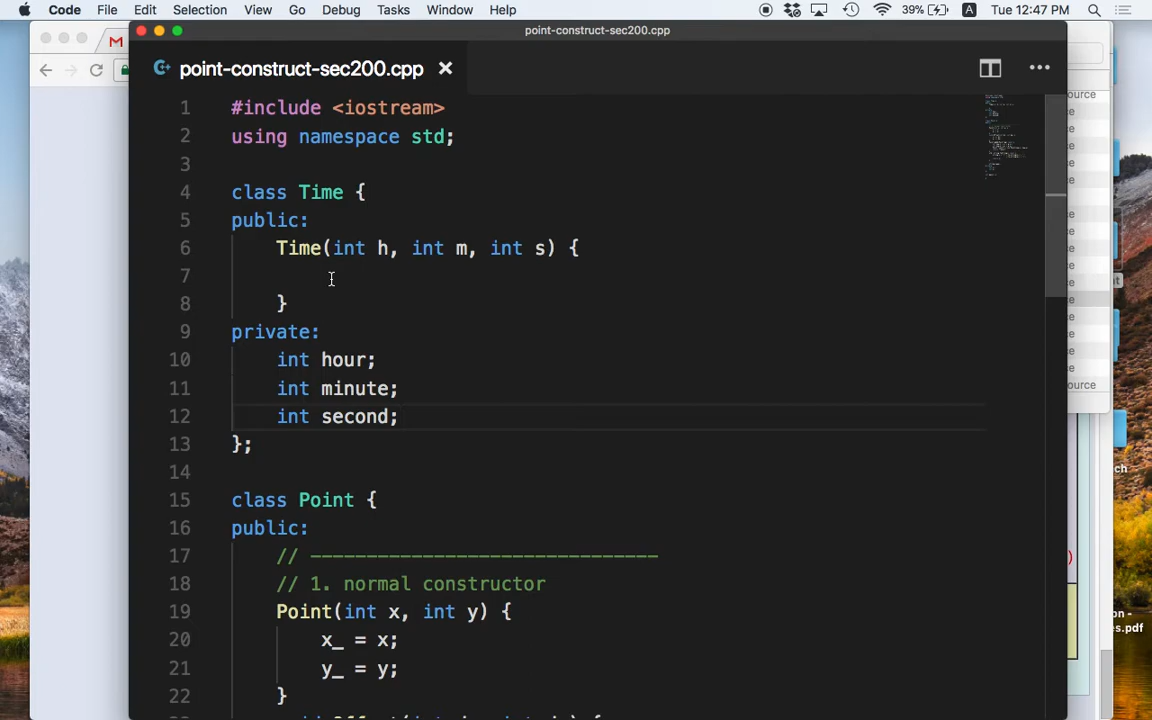 Code File Edit Selection View Go Debug Tasks Window Help 39% A Tue 12:47 PM
point-construct-sec200.cpp
point-construct-sec200.cpp
1 #include <iostream>
2 using namespace std;
3
4 class Time {
5 public:
6 Time(int h, int m, int s) {
7
8 }
9 private:
10 int hour;
11 int minute;
12 int second;
13 };
14
15 class Point {
16 public:
17 // -------------------------------
18 // 1. normal constructor
19 Point(int x, int y) {
20 x_ = x;
21 y_ = y;
22 }